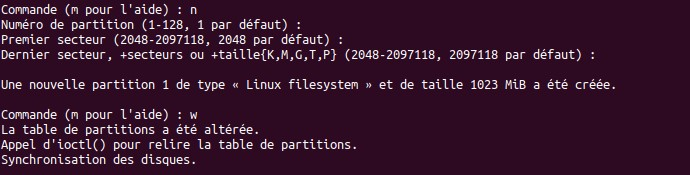 Commande (m pour l'aide) : n
Numéro de partition (1-128, 1 par défaut) :
Premier secteur (2048-2097118, 2048 par défaut) :
Dernier secteur, +secteurs ou +taille{K,M,G,T,P} (2048-2097118, 2097118 par défaut) :
Une nouvelle partition 1 de type « Linux filesystem » et de taille 1023 MiB a été créée.
Commande (m pour l'aide) : w
La table de partitions a été altérée.
Appel d'ioctl() pour relire la table de partitions.
Synchronisation des disques.